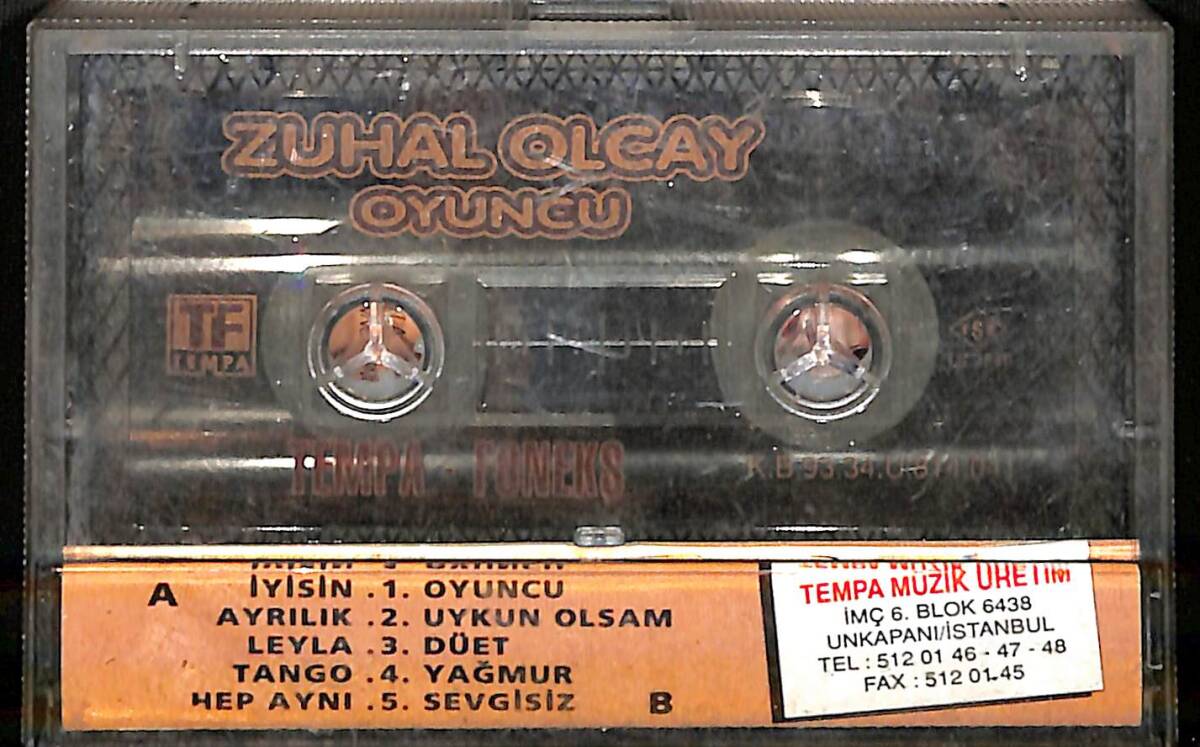 ZUHAL OLCAY
OYUNCU
TF
TEMPA
TEMPA - FONEKS
A
İYİSİN .1. OYUNCU
AYRILIK .2. UYKUN OLSAM
LEYLA .3. DÜET
TANGO .4. YAĞMUR
HEP AYNI .5. SEVGİSİZ
B
TEMPA MÜZİK ÜRETİM
İMÇ 6. BLOK 6438
UNKAPANI/İSTANBUL
TEL : 512 01 46 - 47 - 48
FAX : 512 01 45